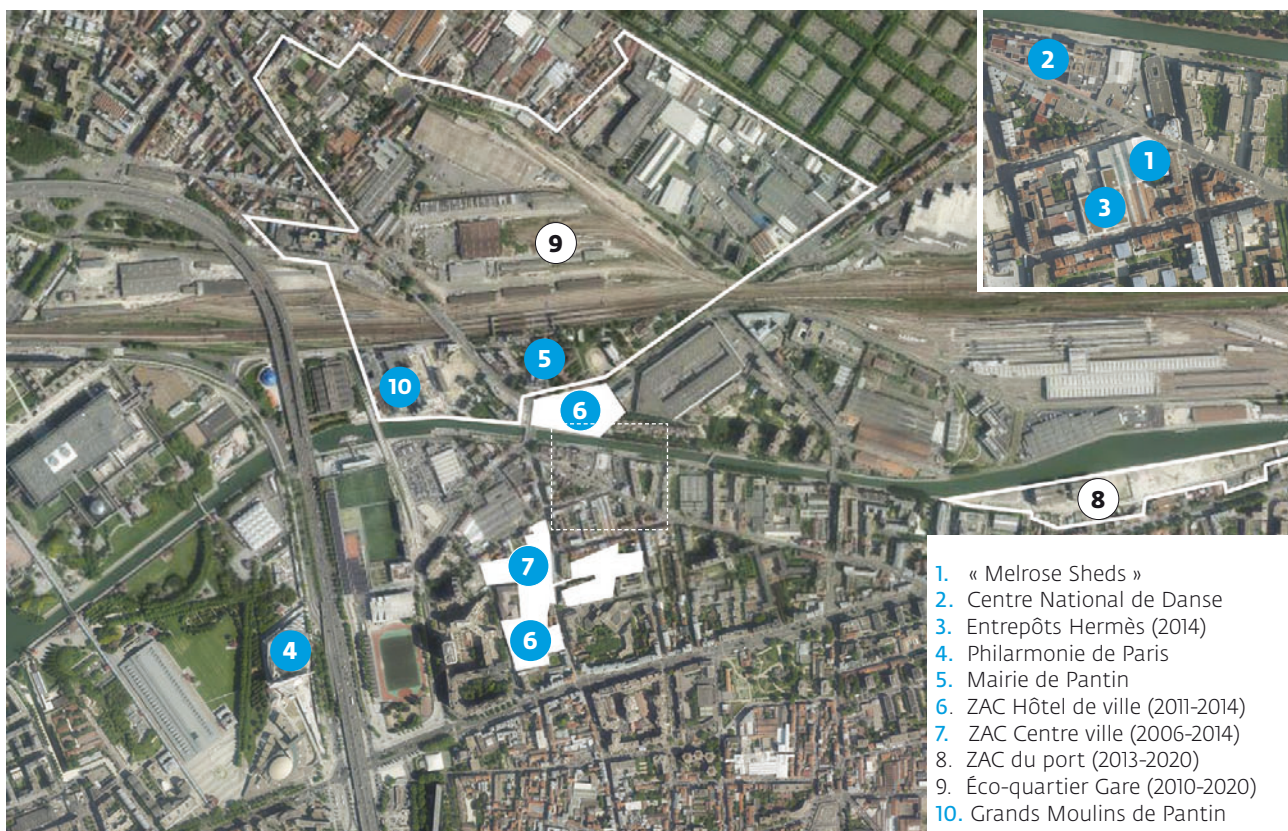 2
1
3
9
5
10
6
8
7
6
4
1. « Melrose Sheds »
2. Centre National de Danse
3. Entrepôts Hermès (2014)
4. Philarmonie de Paris
5. Mairie de Pantin
6. ZAC Hôtel de ville (2011-2014)
7. ZAC Centre ville (2006-2014)
8. ZAC du port (2013-2020)
9. Éco-quartier Gare (2010-2020)
10. Grands Moulins de Pantin